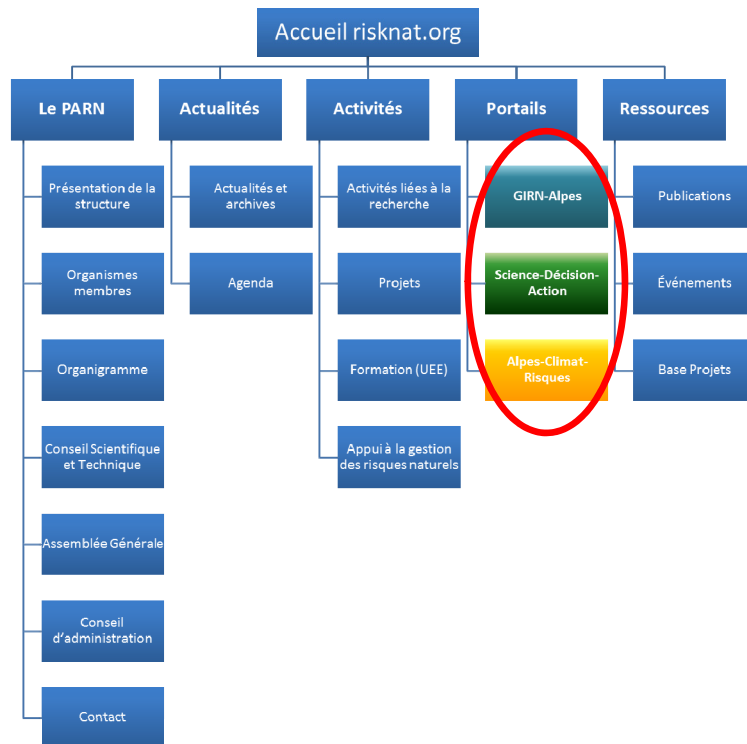 Accueil risknat.org
Le PARN
Actualités
Activités
Portails
Ressources
Présentation de la
structure
Organismes
membres
Organigramme
Conseil Scientifique
et Technique
Assemblée Générale
Conseil
d'administration
Contact
Actualités et
archives
Agenda
Activités liées à la
recherche
Projets
Formation (UEE)
Appui à la gestion
des risques naturels
GIRN-Alpes
Science-Décision-
Action
Alpes-Climat-
Risques
Publications
Événements
Base Projets